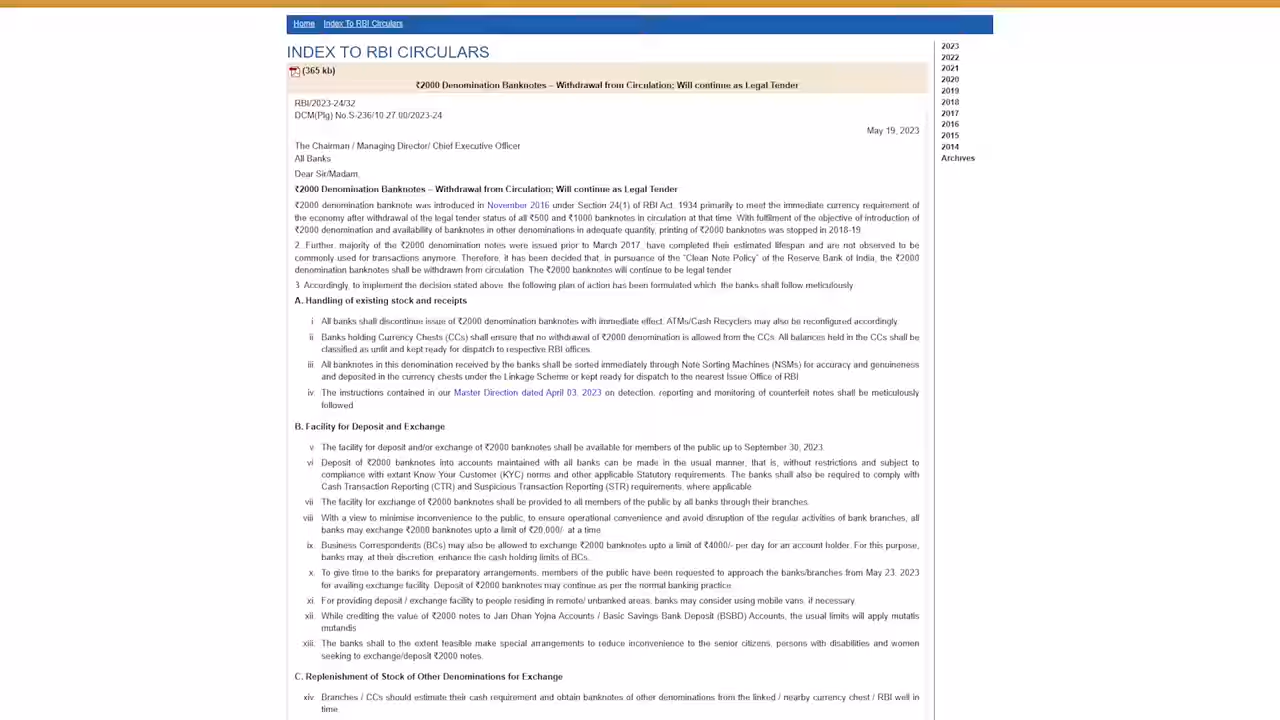 Home Index To RBI Circulars
INDEX TO RBI CIRCULARS
(365 kb)
₹2000 Denomination Banknotes – Withdrawal from Circulation; Will continue as Legal Tender
RBI/2023-24/32
DCM(Plg) No.S-236/10.27.00/2023-24
May 19, 2023
The Chairman / Managing Director/ Chief Executive Officer
All Banks
Dear Sir/Madam,
₹2000 Denomination Banknotes – Withdrawal from Circulation; Will continue as Legal Tender
₹2000 denomination banknote was introduced in November 2016 under Section 24(1) of RBI Act, 1934 primarily to meet the immediate currency requirement of
the economy after withdrawal of the legal tender status of all ₹500 and ₹1000 banknotes in circulation at that time. With fulfilment of the objective of introduction of
₹2000 denomination and availability of banknotes in other denominations in adequate quantity, printing of ₹2000 banknotes was stopped in 2018-19.
2. Further, majority of the ₹2000 denomination notes were issued prior to March 2017, have completed their estimated lifespan and are not observed to be
commonly used for transactions anymore. Therefore, it has been decided that, in pursuance of the "Clean Note Policy" of the Reserve Bank of India, the ₹2000
denomination banknotes shall be withdrawn from circulation. The ₹2000 banknotes will continue to be legal tender.
3. Accordingly, to implement the decision stated above, the following plan of action has been formulated which, the banks shall follow meticulously.
A. Handling of existing stock and receipts
i. All banks shall discontinue issue of ₹2000 denomination banknotes with immediate effect. ATMs/Cash Recyclers may also be reconfigured accordingly.
ii. Banks holding Currency Chests (CCs) shall ensure that no withdrawal of ₹2000 denomination is allowed from the CCs. All balances held in the CCs shall be
classified as unfit and kept ready for dispatch to respective RBI offices.
iii. All banknotes in this denomination received by the banks shall be sorted immediately through Note Sorting Machines (NSMs) for accuracy and genuineness
and deposited in the currency chests under the Linkage Scheme or kept ready for dispatch to the nearest Issue Office of RBI.
iv. The instructions contained in our Master Direction dated April 03, 2023 on detection, reporting and monitoring of counterfeit notes shall be meticulously
followed.
B. Facility for Deposit and Exchange
v. The facility for deposit and/or exchange of ₹2000 banknotes shall be available for members of the public up to September 30, 2023.
vi. Deposit of ₹2000 banknotes into accounts maintained with all banks can be made in the usual manner, that is, without restrictions and subject to
compliance with extant Know Your Customer (KYC) norms and other applicable Statutory requirements. The banks shall also be required to comply with
Cash Transaction Reporting (CTR) and Suspicious Transaction Reporting (STR) requirements, where applicable.
vii. The facility for exchange of ₹2000 banknotes shall be provided to all members of the public by all banks through their branches.
viii. With a view to minimise inconvenience to the public, to ensure operational convenience and avoid disruption of the regular activities of bank branches, all
banks may exchange ₹2000 banknotes upto a limit of ₹20,000/- at a time.
ix. Business Correspondents (BCs) may also be allowed to exchange ₹2000 banknotes upto a limit of ₹4000/- per day for an account holder. For this purpose,
banks may, at their discretion, enhance the cash holding limits of BCs.
x. To give time to the banks for preparatory arrangements, members of the public have been requested to approach the banks/branches from May 23, 2023
for availing exchange facility. Deposit of ₹2000 banknotes may continue as per the normal banking practice.
xi. For providing deposit / exchange facility to people residing in remote/ unbanked areas, banks may consider using mobile vans, if necessary.
xii. While crediting the value of ₹2000 notes to Jan Dhan Yojna Accounts / Basic Savings Bank Deposit (BSBD) Accounts, the usual limits will apply mutatis
mutandis.
xiii. The banks shall to the extent feasible make special arrangements to reduce inconvenience to the senior citizens, persons with disabilities and women
seeking to exchange/deposit ₹2000 notes.
C. Replenishment of Stock of Other Denominations for Exchange
xiv. Branches / CCs should estimate their cash requirement and obtain banknotes of other denominations from the linked / nearby currency chest / RBI well in
time.
2023
2022
2021
2020
2019
2018
2017
2016
2015
2014
Archives